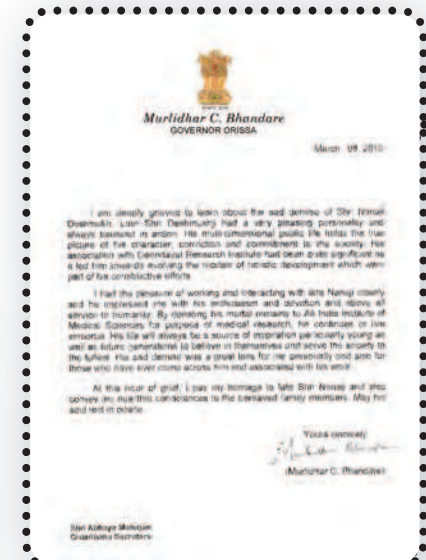 Murlidhar C. Bhandare
GOVERNOR ORISSA
March 08 2010
I am deeply grieved to learn about the sad demise of Shri Nanaji
Deshmukh. Late Shri Deshmukhji had a very pleasing personality and
always believed in action. His multi-dimensional public life holds the true
picture of his character, conviction and commitment to the society. His
association with Deendayal Research Institute had been quite significant as
it led him towards evolving the models of holistic development which were
part of his constructive efforts.
I had the occasion of working and interacting with late Nanaji closely
and he impressed me with his enthusiasm and devotion and above all
service to humanity. By donating his mortal remains to All India Institute of
Medical Sciences for purpose of medical research, he continues to live
immortal. His life will always be a source of inspiration particularly young as
well as future generations to believe in themselves and serve the society to
the fullest. His sad demise was a great loss for me personally and also for
those who have ever come across him and associated with his work.
At this hour of grief, I pay my homage to late Shri Nanaji and also
convey my heartfelt condolences to the bereaved family members. May his
soul rest in peace.
Yours sincerely
(Murlidhar C. Bhandare)
Shri Abhaya Mahajan
Organising Secretary